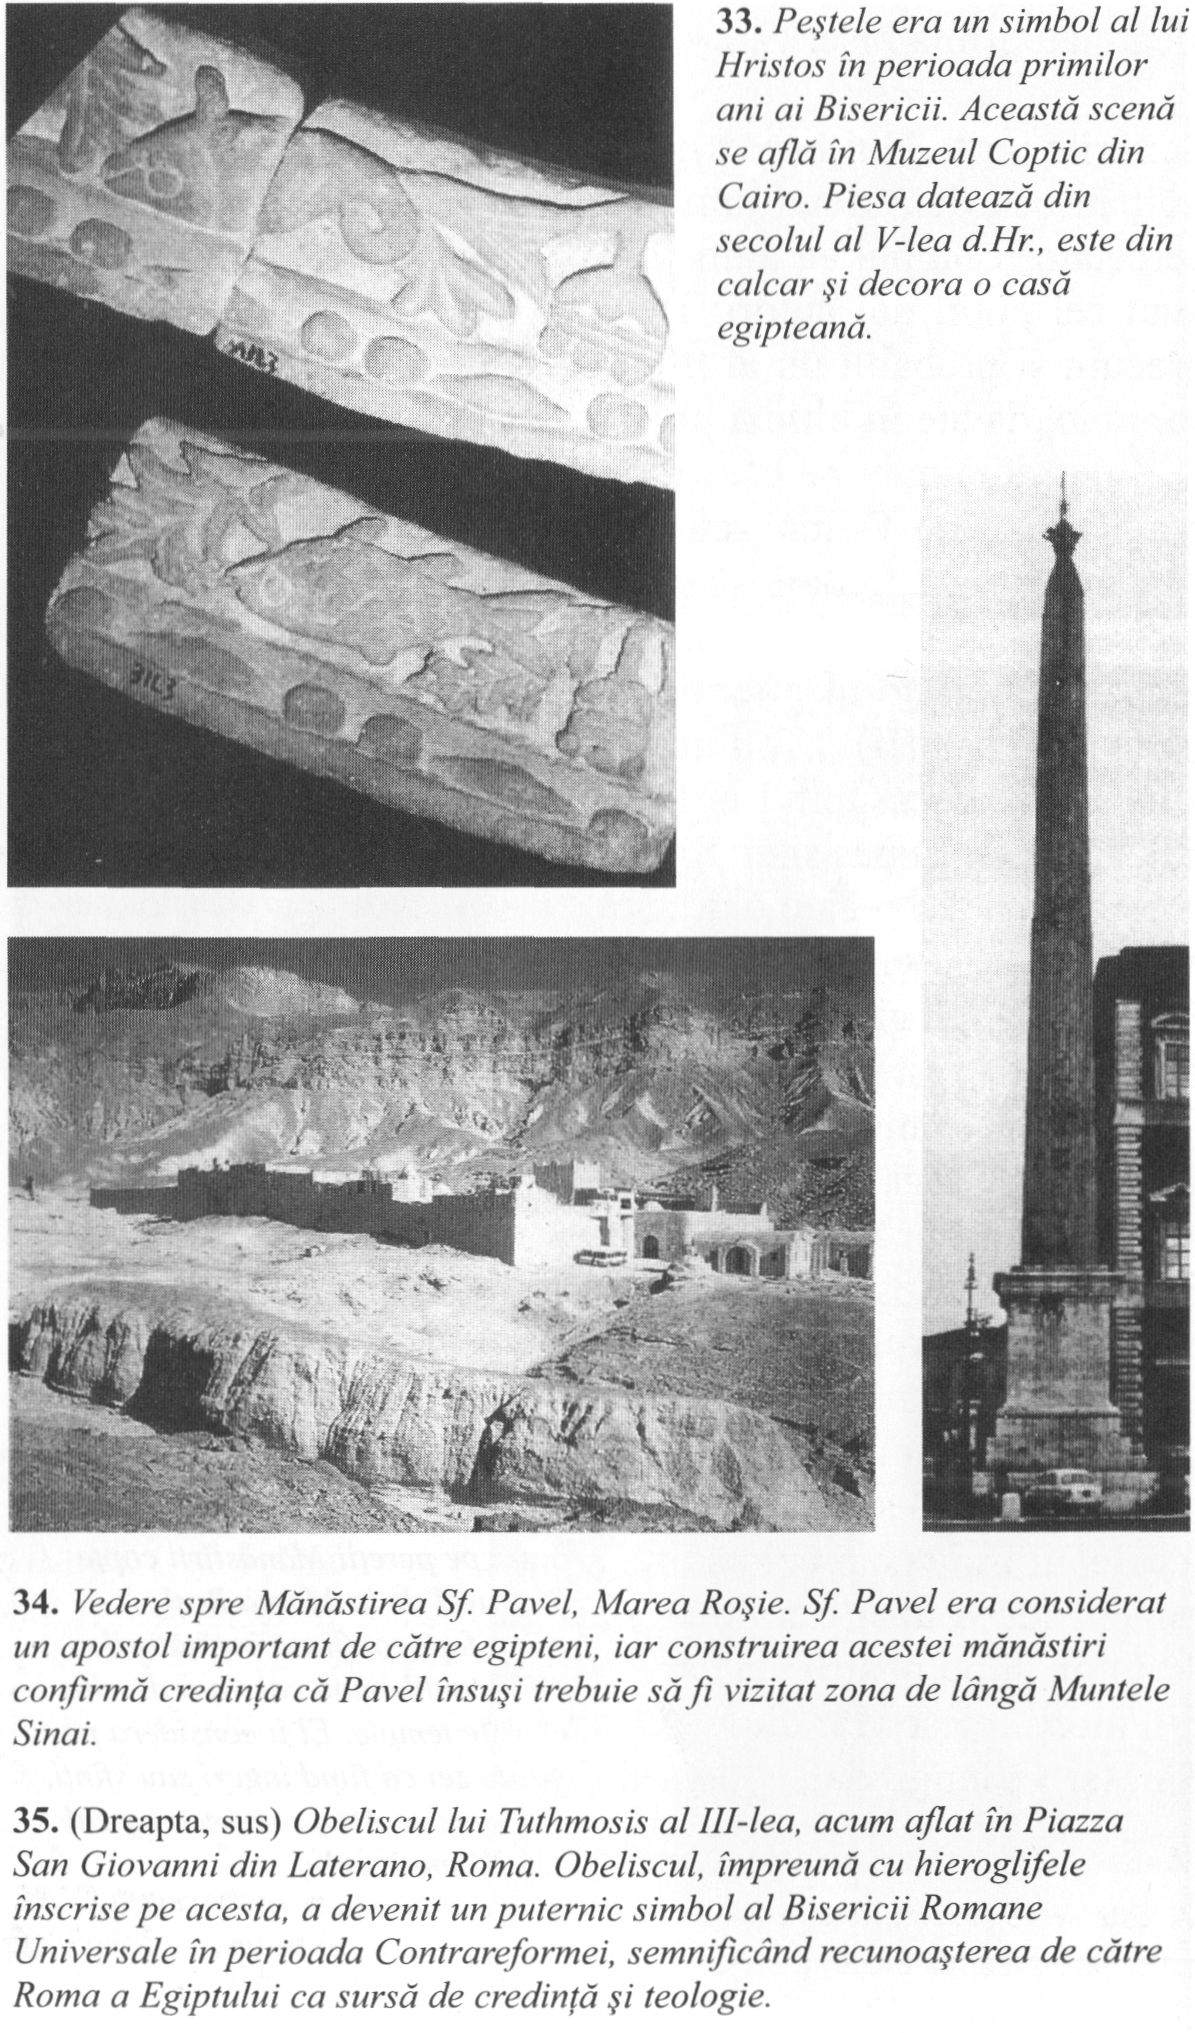 33. Peştele era un simbol al lui
Hristos în perioada primilor
ani ai Bisericii. Această scenă
se află în Muzeul Coptic din
Cairo. Piesa datează din
secolul al V-lea d.Hr., este din
calcar şi decora o casă
egipteană.
3123
34. Vedere spre Mănăstirea Sf. Pavel, Marea Roşie. Sf. Pavel era considerat
un apostol important de către egipteni, iar construirea acestei mănăstiri
confirmă credinţa că Pavel însuşi trebuie să fi vizitat zona de lângă Muntele
Sinai.
35. (Dreapta, sus) Obeliscul lui Tuthmosis al III-lea, acum aflat în Piazza
San Giovanni din Laterano, Roma. Obeliscul, împreună cu hieroglifele
înscrise pe acesta, a devenit un puternic simbol al Bisericii Romane
Universale în perioada Contrareformei, semnificând recunoaşterea de către
Roma a Egiptului ca sursă de credinţă şi teologie.